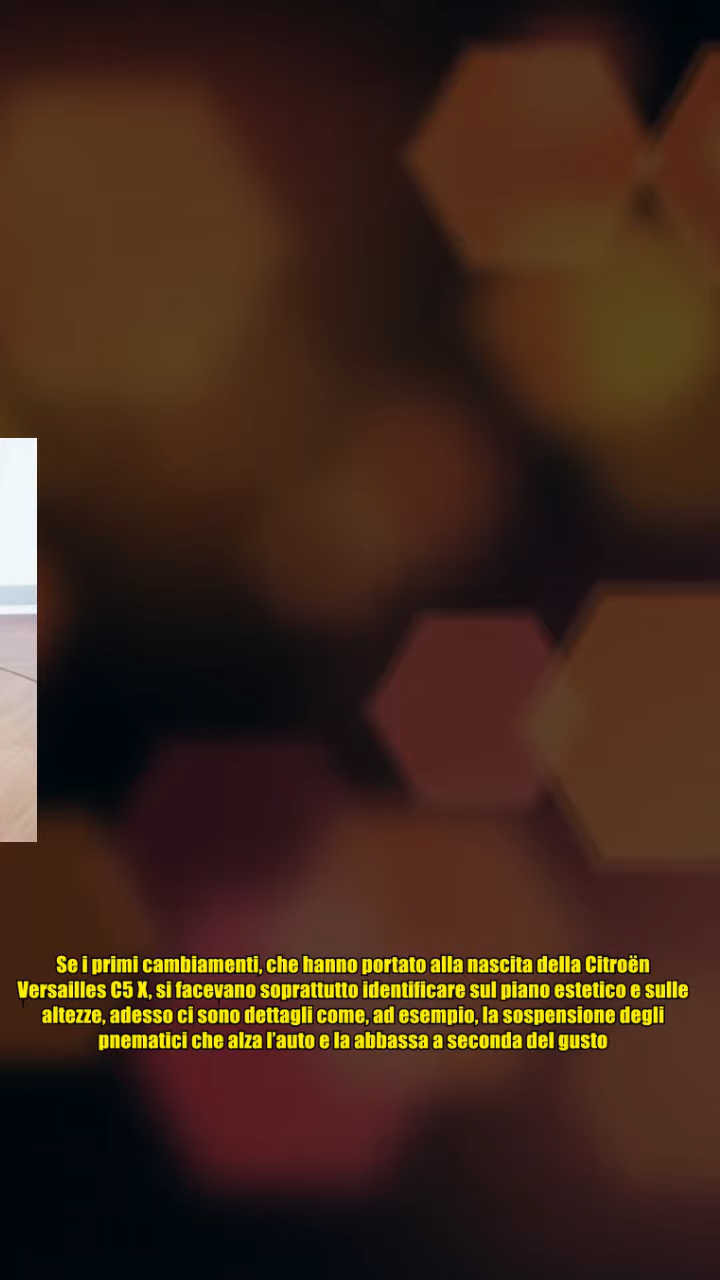 Se i primi cambiamenti, che hanno portato alla nascita della Citroën
Versailles C5 X, si facevano soprattutto identificare sul piano estetico e sulle
altezze, adesso ci sono dettagli come, ad esempio, la sospensione degli
pnematici che alza l'auto e la abbassa a seconda del gusto